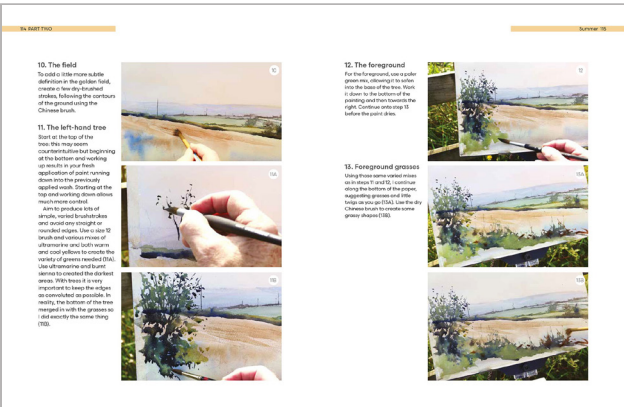 114 PART TWO
10. The field
To add a little more subtle
definition in the golden field,
create a few dry-brushed
strokes, following the contours
of the ground using the
Chinese brush.
11. The left-hand tree
Start at the top of the
tree: this may seem
counterintuitive but beginning
at the bottom and working
up results in your fresh
application of paint running
down into the previously
applied wash. Starting at the
top and working down allows
much more control.
Aim to produce lots of
simple, varied brushstrokes
and avoid any straight or
rounded edges. Use a size 12
brush and various mixes of
ultramarine and both warm
and cool yellows to create the
variety of greens needed (11A).
Use ultramarine and burnt
sienna to created the darkest
areas. With trees it is very
important to keep the edges
as convoluted as possible. In
reality, the bottom of the tree
merged in with the grasses so
I did exactly the same thing
(11B).
10
11A
11B
Summer 115
12. The foreground
For the foreground, use a paler
green mix, allowing it to soften
into the base of the tree. Work
it down to the bottom of the
painting and then towards the
right. Continue onto step 13
before the paint dries.
13. Foreground grasses
Using those same varied mixes
as in steps 11 and 12, I continue
along the bottom of the paper,
suggesting grasses and little
twigs as you go (13A). Use the dry
Chinese brush to create some
grassy shapes (13B).
12
13A
13B